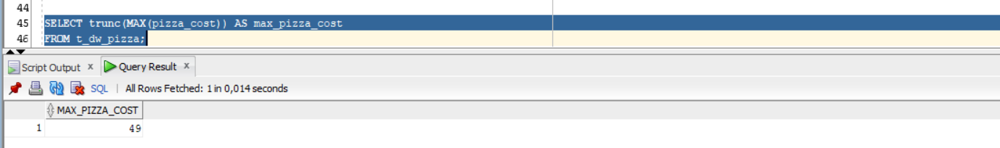 44
45 SELECT trunc(MAX(pizza_cost)) AS max_pizza_cost
46 FROM t_dw_pizza;
Script Output x Query Result x
SQL | All Rows Fetched: 1 in 0,014 seconds
MAX_PIZZA_COST
1 49